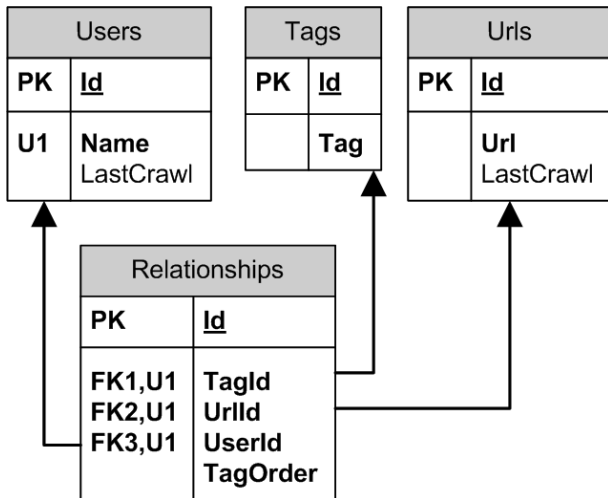 Users
PK Id
U1 Name
LastCrawl
Tags
PK Id
Tag
Urls
PK Id
Url
LastCrawl
Relationships
PK Id
FK1,U1 TagId
FK2,U1 UrlId
FK3,U1 UserId
TagOrder